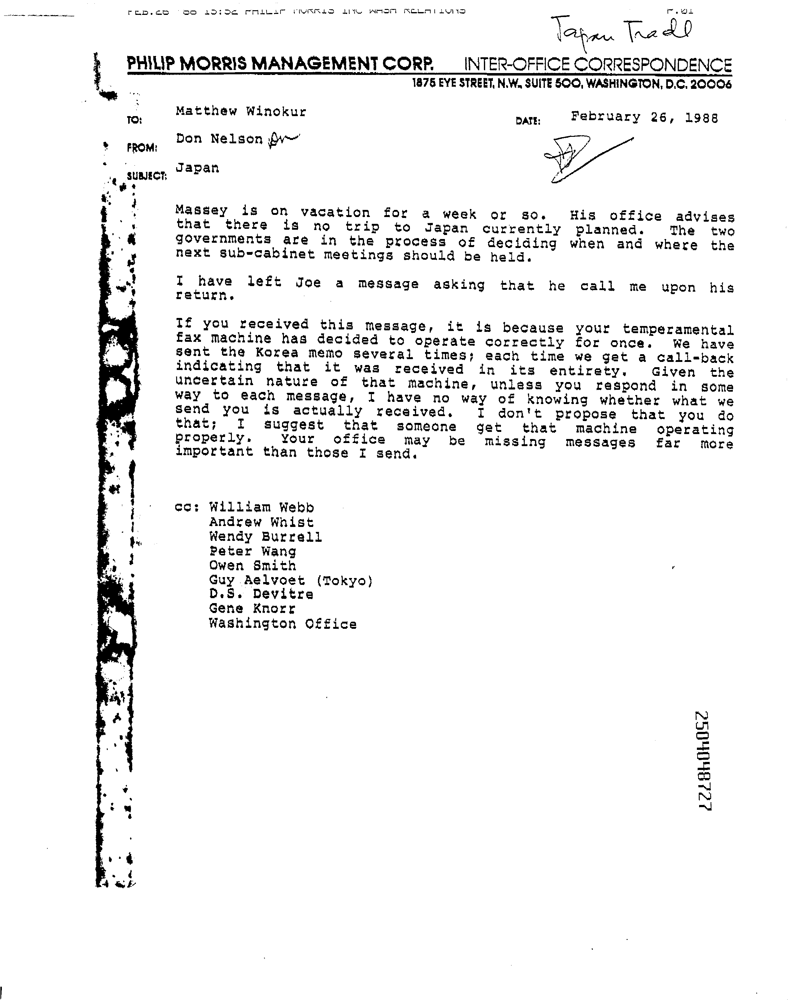 FEB.26 '88 15:52 PHILIP MORRIS INC WASH RELATIONS P.01
Japan Trade
PHILIP MORRIS MANAGEMENT CORP. INTER-OFFICE CORRESPONDENCE
1875 EYE STREET, N.W., SUITE 500, WASHINGTON, D.C. 20006
TO: Matthew Winokur DATE: February 26, 1988
FROM: Don Nelson
SUBJECT: Japan
Massey is on vacation for a week or so. His office advises
that there is no trip to Japan currently planned. The two
governments are in the process of deciding when and where the
next sub-cabinet meetings should be held.
I have left Joe a message asking that he call me upon his
return.
If you received this message, it is because your temperamental
fax machine has decided to operate correctly for once. We have
sent the Korea memo several times; each time we get a call-back
indicating that it was received in its entirety. Given the
uncertain nature of that machine, unless you respond in some
way to each message, I have no way of knowing whether what we
send you is actually received. I don't propose that you do
that; I suggest that someone get that machine operating
properly. Your office may be missing messages far more
important than those I send.
cc: William Webb
Andrew Whist
Wendy Burrell
Peter Wang
Owen Smith
Guy Aelvoet (Tokyo)
D.S. Devitre
Gene Knorr
Washington Office
2504048727